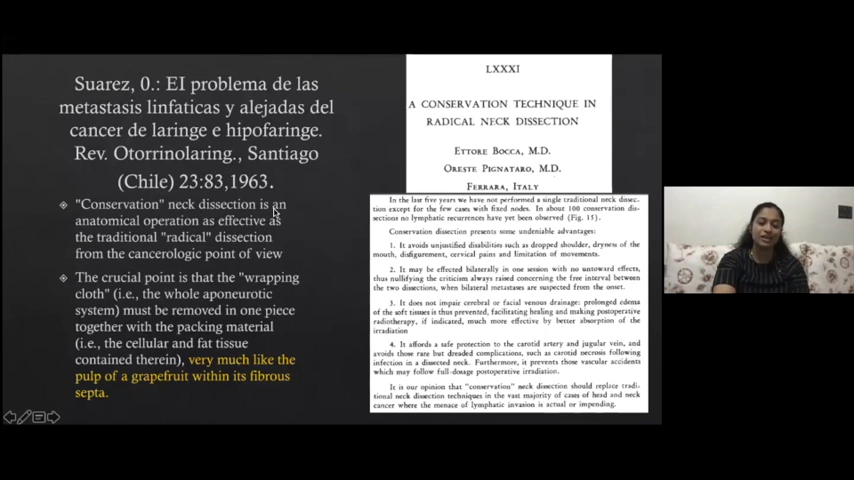 Suarez, 0.: EI problema de las
metastasis linfaticas y alejadas del
cancer de laringe e hipofaringe.
Rev. Otorrinolaring., Santiago
(Chile) 23:83,1963.
"Conservation" neck dissection is an
anatomical operation as effective as
the traditional "radical" dissection
from the cancerologic point of view
The crucial point is that the "wrapping
cloth" (i.e., the whole aponeurotic
system) must be removed in one piece
together with the packing material
(i.e., the cellular and fat tissue
contained therein), very much like the
pulp of a grapefruit within its fibrous
septa.
LXXXI
A CONSERVATION TECHNIQUE IN
RADICAL NECK DISSECTION
ETTORE BOCCA, M.D.
ORESTE PIGNATARO, M.D.
FERRARA, ITALY
In the last five years we have not performed a single traditional neck dissec-
tion except for the few cases with fixed nodes. In about 100 conservation dis-
sections no lymphatic recurrences have yet been observed (Fig. 15).
Conservation dissection presents some undeniable advantages:
1. It avoids unjustified disabilities such as dropped shoulder, dryness of the
mouth, disfigurement, cervical pains and limitation of movements.
2. It may be effected bilaterally in one session with no untoward effects,
thus nullifying the criticism always raised concerning the free interval between
the two dissections, when bilateral metastases are suspected from the onset.
3. It does not impair cerebral or facial venous drainage: prolonged edema
of the soft tissues is thus prevented, facilitating healing and making postoperative
radiotherapy, if indicated, much more effective by better absorption of the
irradiation
4. It affords a safe protection to the carotid artery and jugular vein, and
avoids those rare but dreaded complications, such as carotid necrosis following
infection in a dissected neck. Furthermore, it prevents those vascular accidents
which may follow full-dosage postoperative irradiation.
It is our opinion that "conservation" neck dissection should replace tradi-
tional neck dissection techniques in the vast majority of cases of head and neck
cancer where the menace of lymphatic invasion is actual or impending.